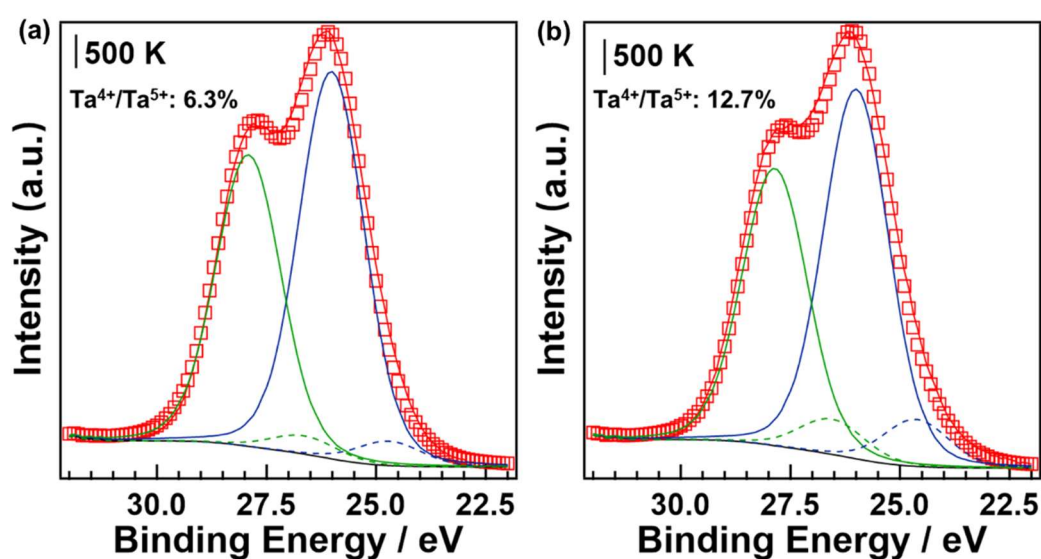 (a)
500 K
Ta⁴⁺/Ta⁵⁺: 6.3%
Intensity (a.u.)
30.0 27.5 25.0 22.5
Binding Energy / eV
(b)
500 K
Ta⁴⁺/Ta⁵⁺: 12.7%
Intensity (a.u.)
30.0 27.5 25.0 22.5
Binding Energy / eV